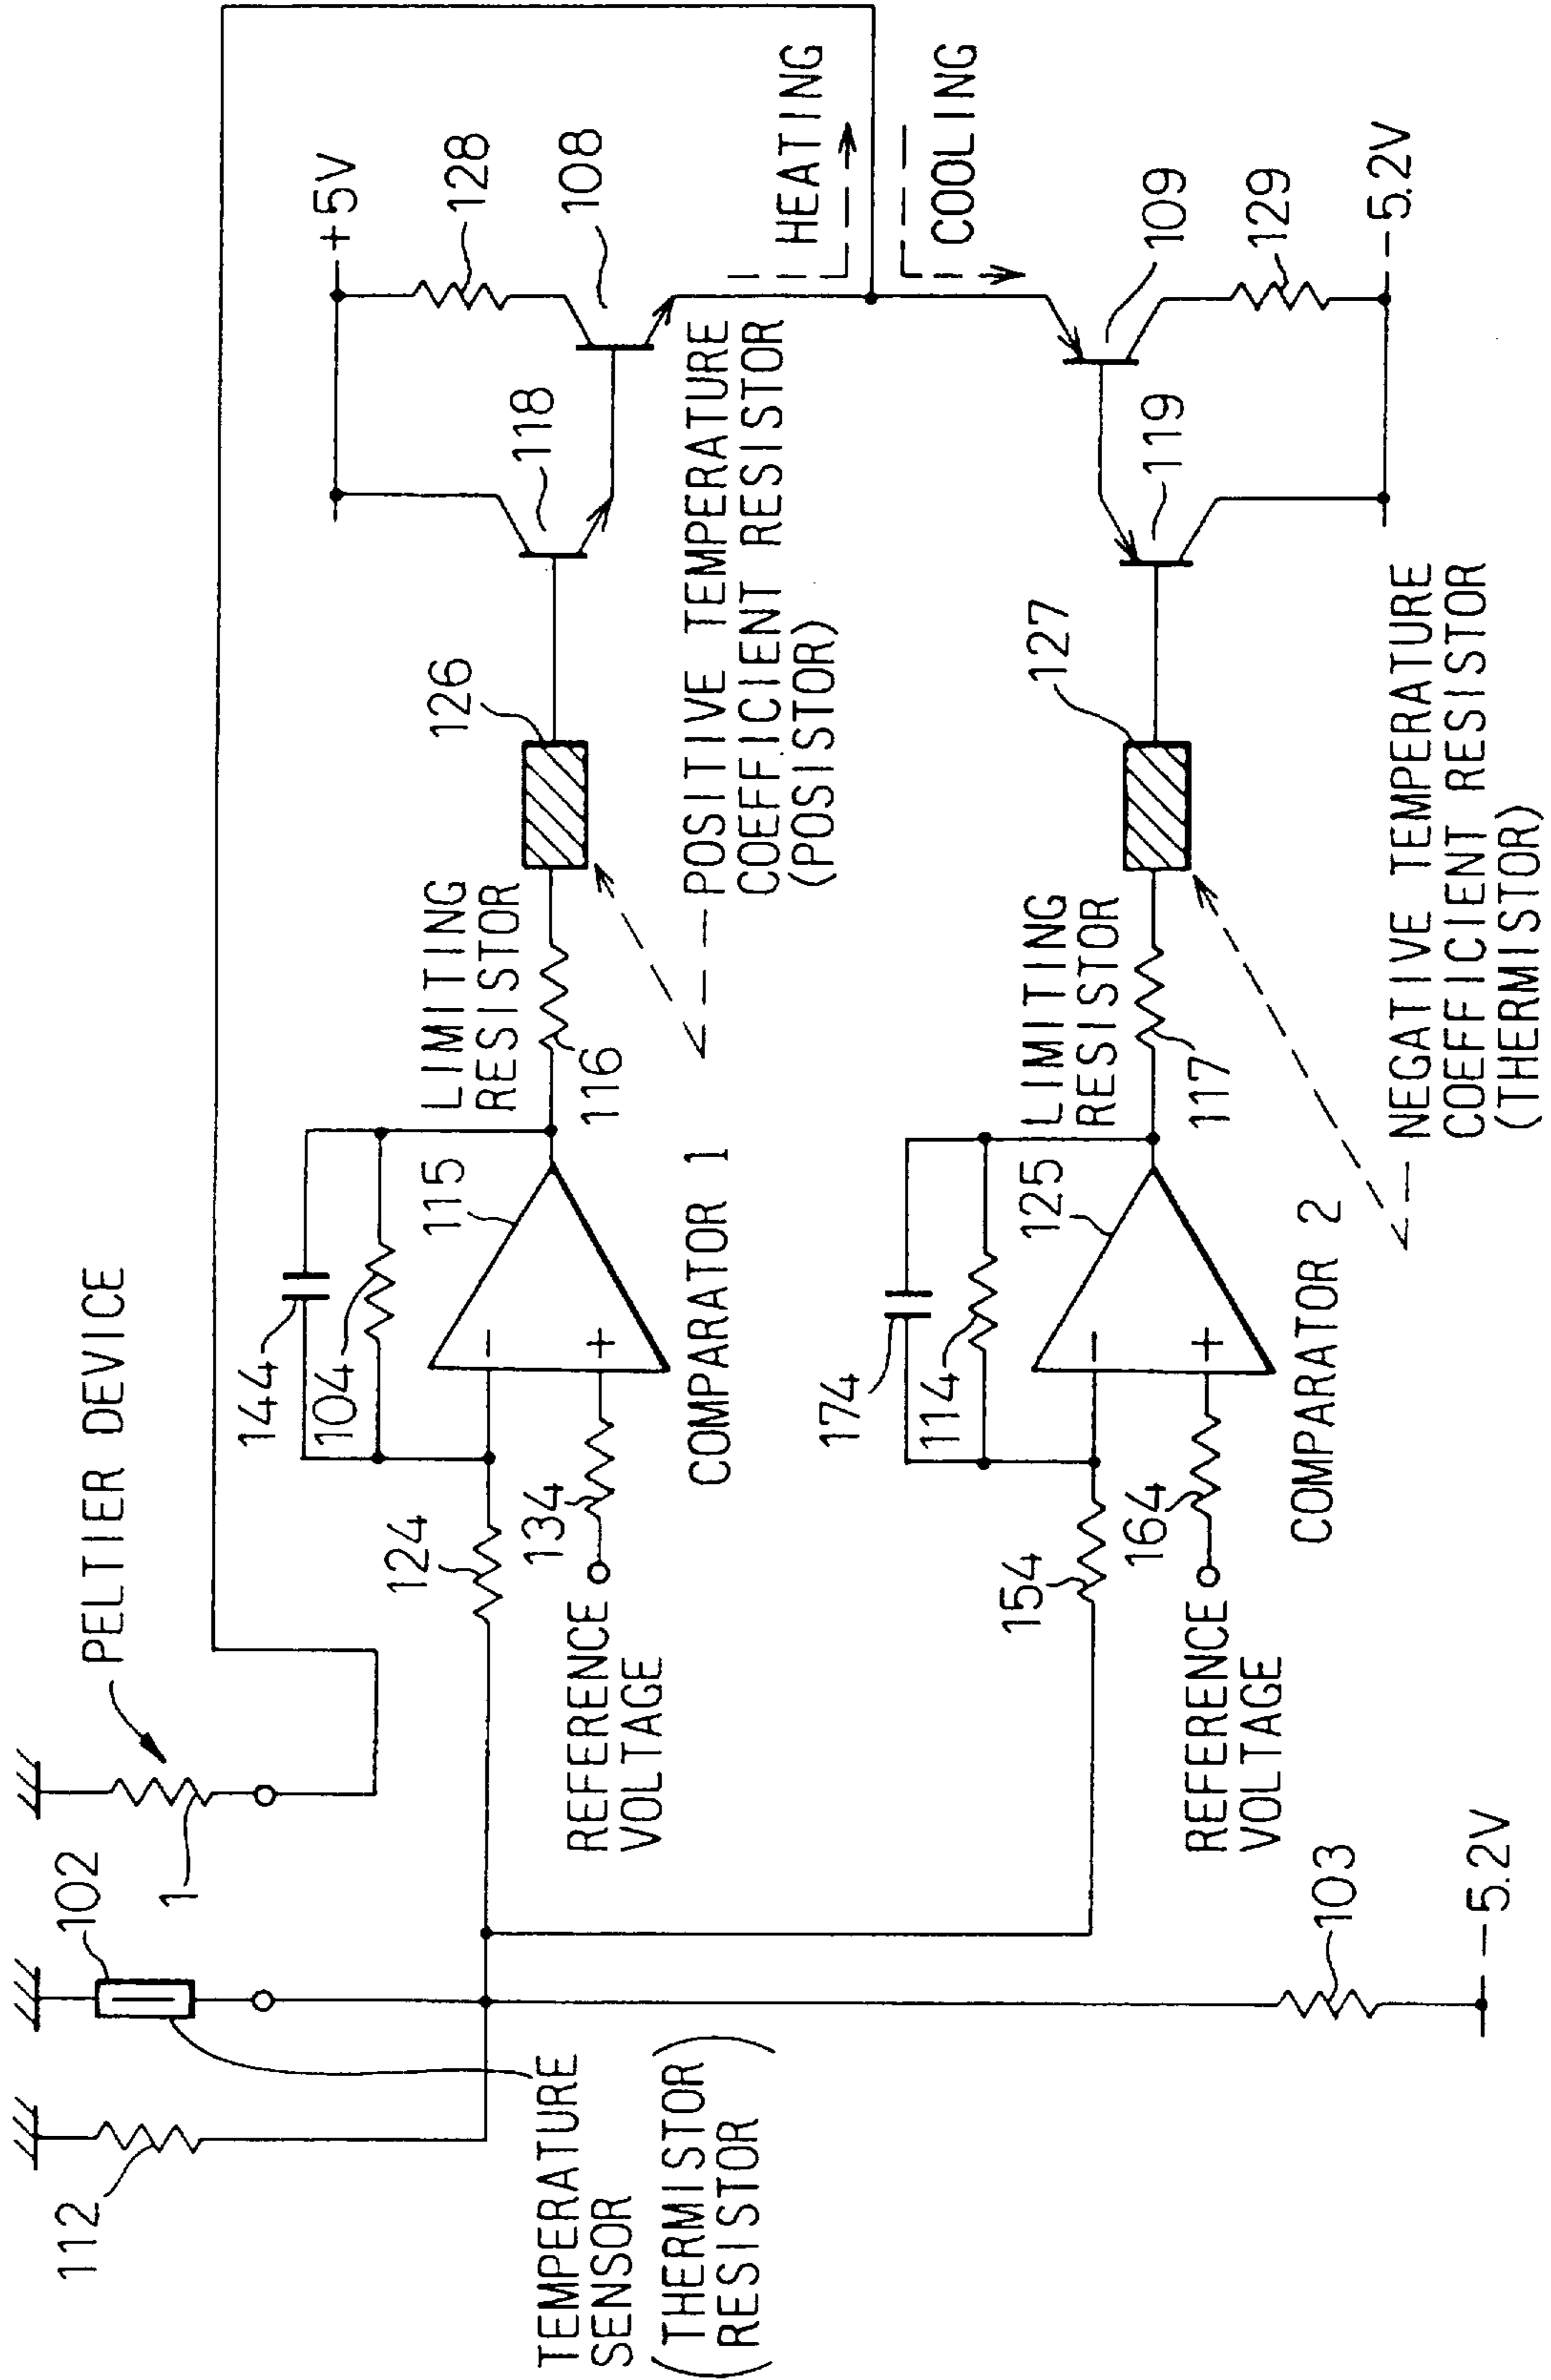 PELTIER DEVICE
102
1
112
144
104
124
115
134
LIMITING
RESISTOR
116
126
118
+5V
128
108
HEATING
COOLING
POSITIVE TEMPERATURE
COEFFICIENT RESISTOR
(POSISTOR)
COMPARATOR 1
REFERENCE
VOLTAGE
TEMPERATURE
SENSOR
(THERMISTOR
RESISTOR)
174
114
154
125
164
LIMITING
RESISTOR
117
127
119
109
129
-5.2V
REFERENCE
VOLTAGE
COMPARATOR 2
NEGATIVE TEMPERATURE
COEFFICIENT RESISTOR
(THERMISTOR)
103
-5.2V
-
+
-
+